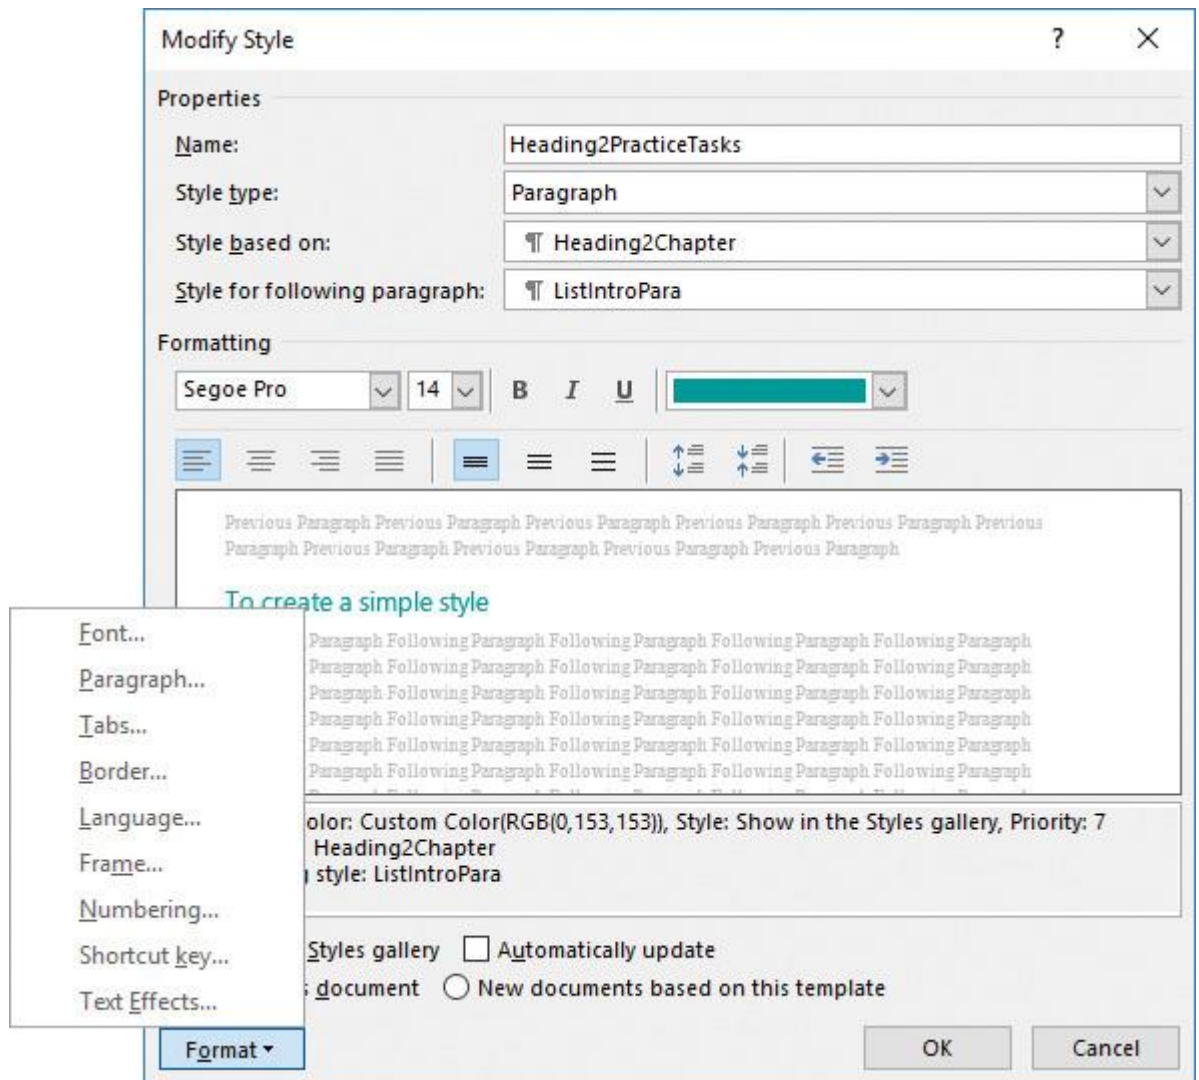 Modify Style ?
Properties
Name: Heading2PracticeTasks
Style type: Paragraph
Style based on: ¶ Heading2Chapter
Style for following paragraph: ¶ ListIntroPara
Formatting
Segoe Pro 14 B I U
Previous Paragraph Previous Paragraph Previous Paragraph Previous Paragraph Previous Paragraph Previous
Paragraph Previous Paragraph Previous Paragraph Previous Paragraph Previous Paragraph
To create a simple style
Paragraph Following Paragraph Following Paragraph Following Paragraph Following Paragraph
Paragraph Following Paragraph Following Paragraph Following Paragraph Following Paragraph
Paragraph Following Paragraph Following Paragraph Following Paragraph Following Paragraph
Paragraph Following Paragraph Following Paragraph Following Paragraph Following Paragraph
Paragraph Following Paragraph Following Paragraph Following Paragraph Following Paragraph
Paragraph Following Paragraph Following Paragraph Following Paragraph Following Paragraph
olor: Custom Color(RGB(0,153,153)), Style: Show in the Styles gallery, Priority: 7
Heading2Chapter
style: ListIntroPara
Styles gallery Automatically update
document New documents based on this template
Font...
Paragraph...
Tabs...
Border...
Language...
Frame...
Numbering...
Shortcut key...
Text Effects...
Format OK Cancel